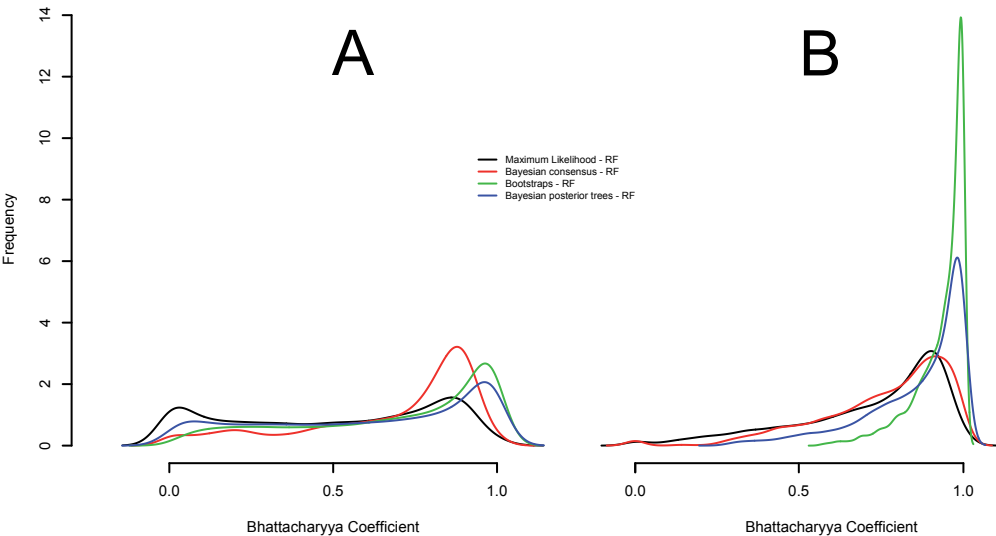 A
B
14
12
10
8
6
4
2
0
Frequency
Maximum Likelihood - RF
Bayesian consensus - RF
Bootstraps - RF
Bayesian posterior trees - RF
0.0 0.5 1.0
0.0 0.5 1.0
Bhattacharyya Coefficient
Bhattacharyya Coefficient